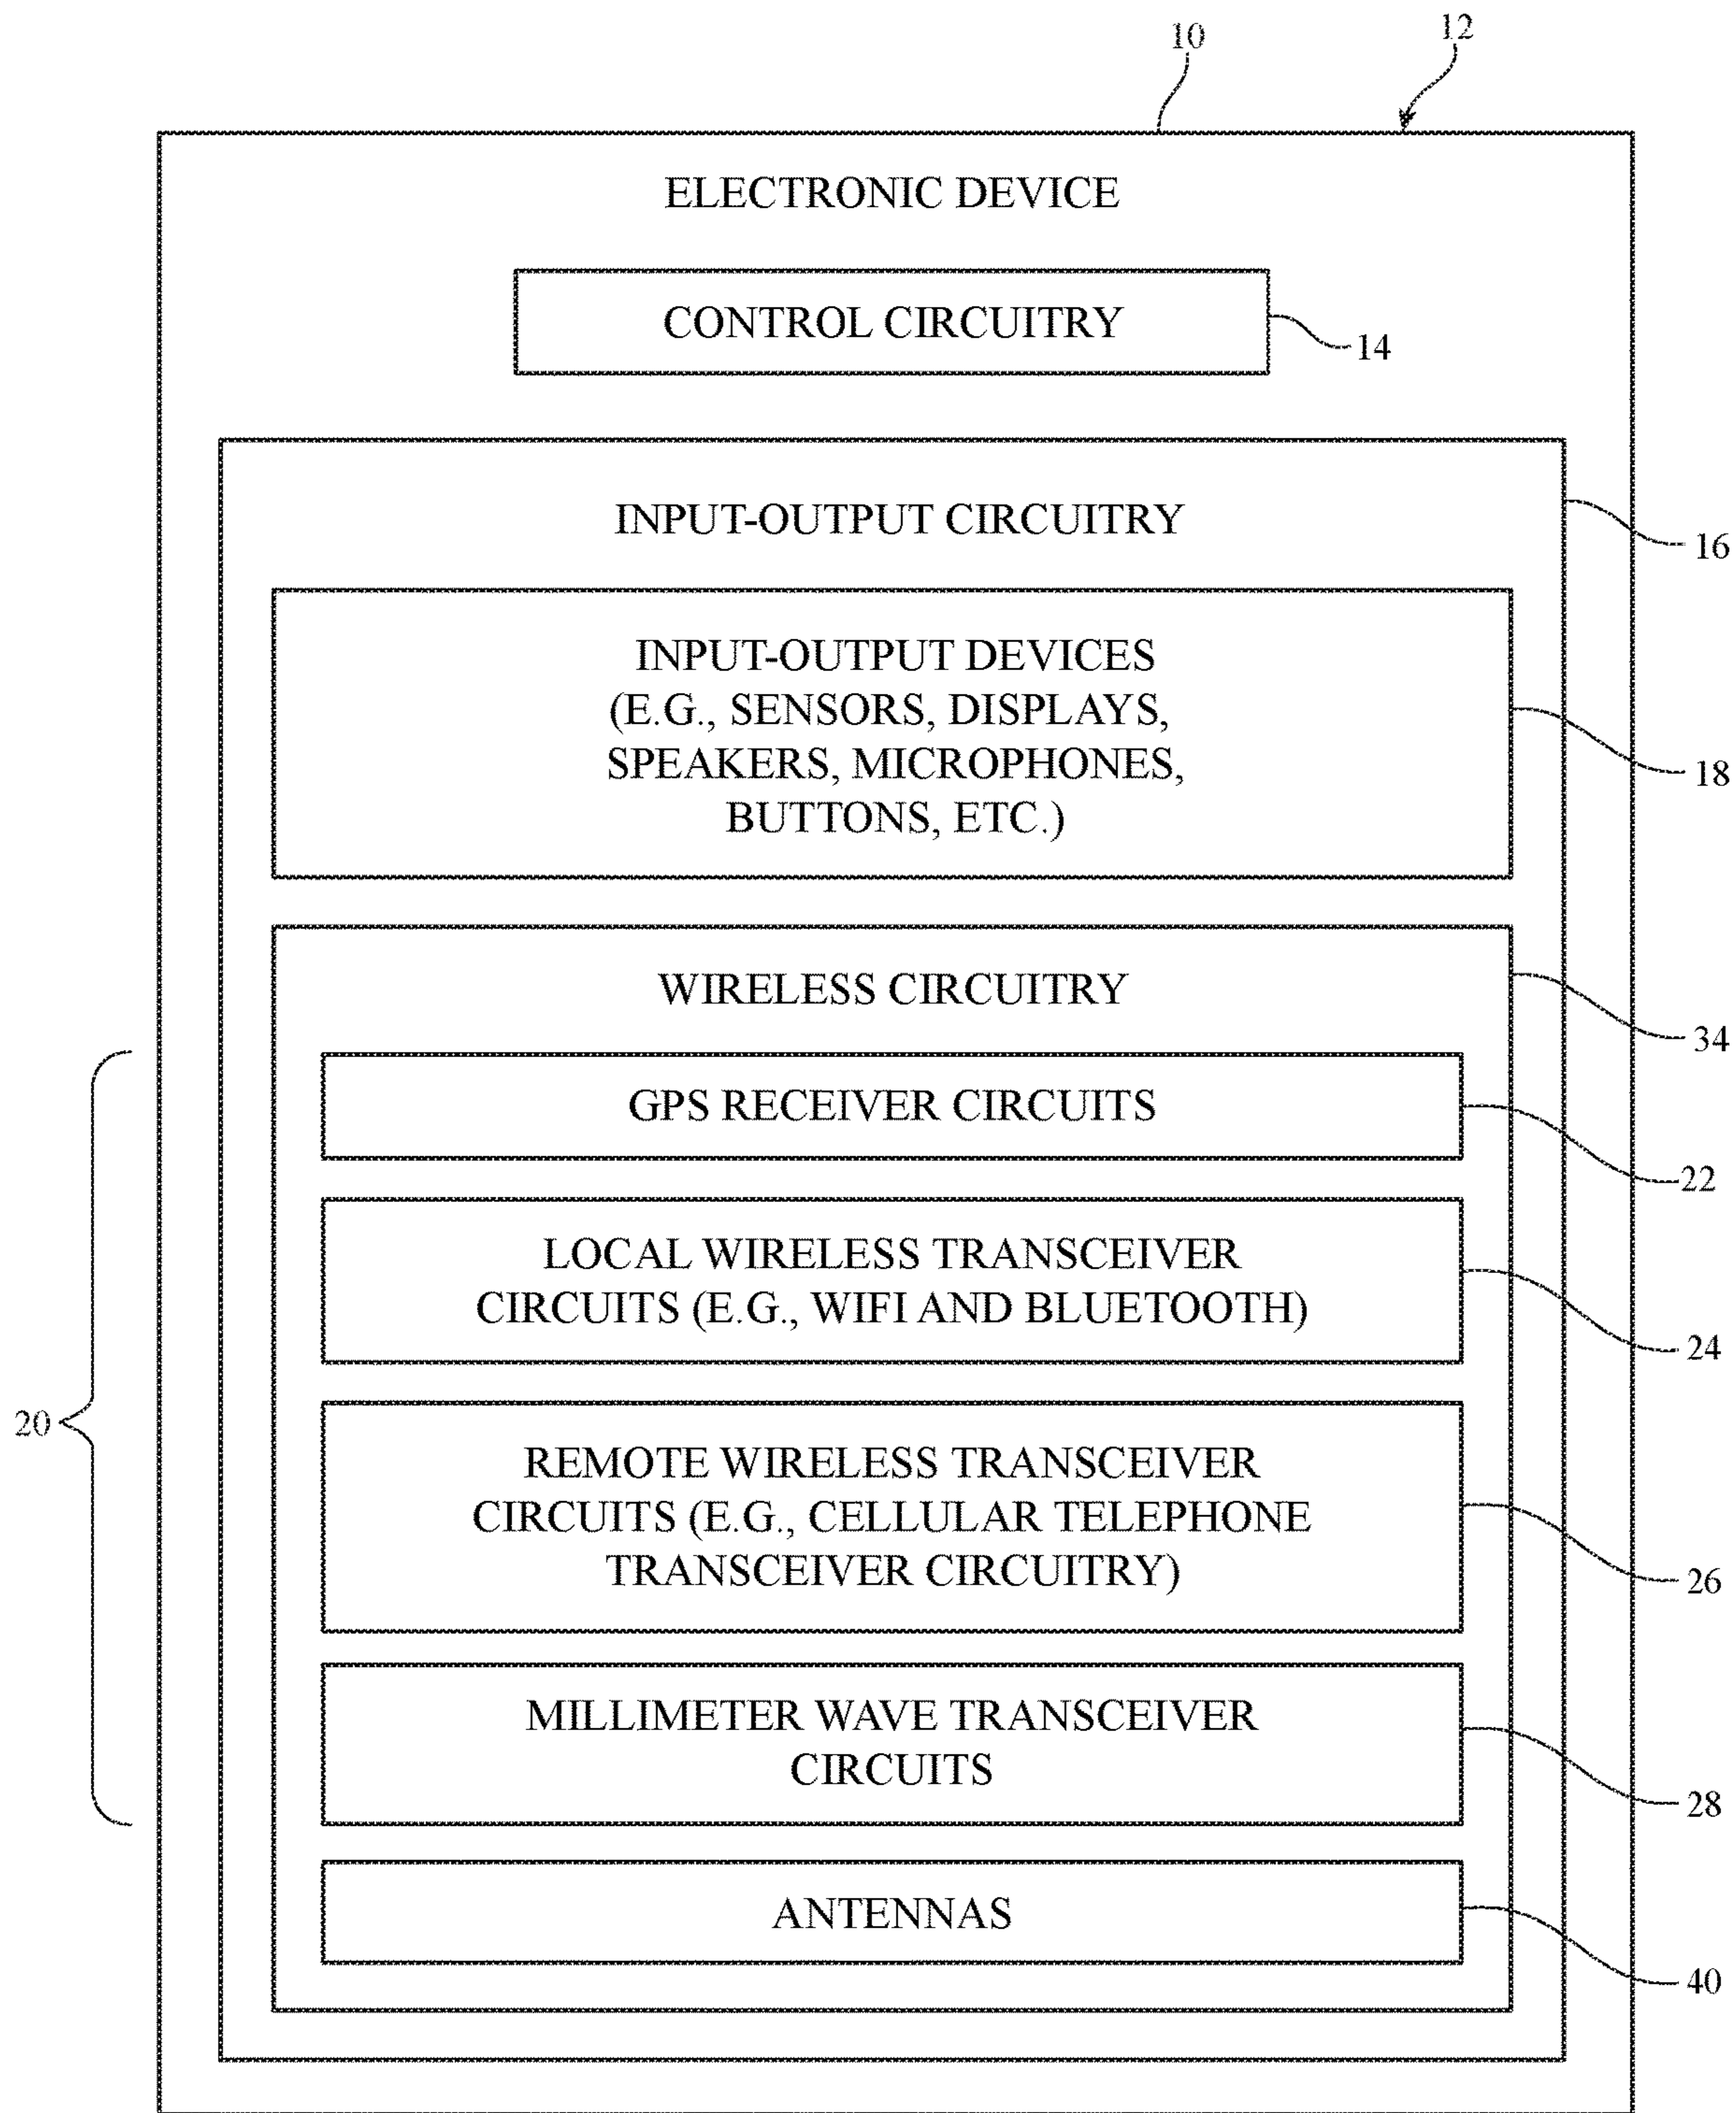 10
12
ELECTRONIC DEVICE
CONTROL CIRCUITRY
14
INPUT-OUTPUT CIRCUITRY
16
INPUT-OUTPUT DEVICES
(E.G., SENSORS, DISPLAYS,
SPEAKERS, MICROPHONES,
BUTTONS, ETC.)
18
WIRELESS CIRCUITRY
34
GPS RECEIVER CIRCUITS
22
LOCAL WIRELESS TRANSCEIVER
CIRCUITS (E.G., WIFI AND BLUETOOTH)
24
20
REMOTE WIRELESS TRANSCEIVER
CIRCUITS (E.G., CELLULAR TELEPHONE
TRANSCEIVER CIRCUITRY)
26
MILLIMETER WAVE TRANSCEIVER
CIRCUITS
28
ANTENNAS
40